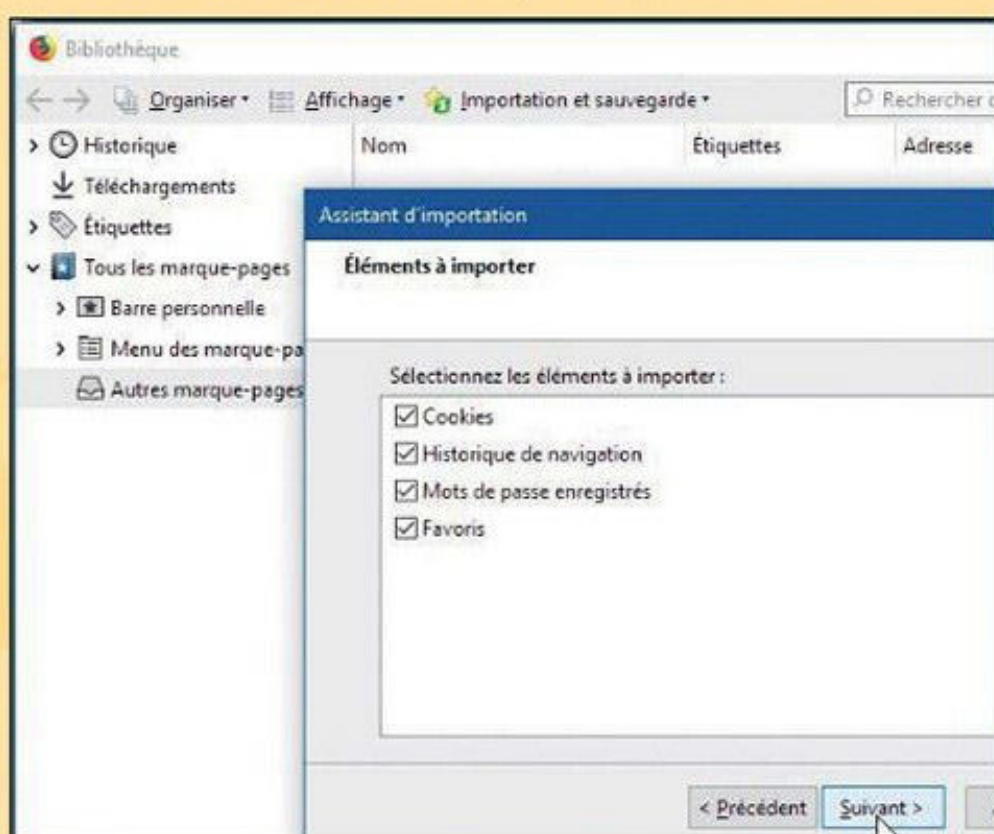 Bibliothèque
Organiser Affichage Importation et sauvegarde Rechercher
Historique
Téléchargements
Étiquettes
Tous les marque-pages
Barre personnelle
Menu des marque-pa
Autres marque-pages
Nom Étiquettes Adresse
Assistant d'importation
Éléments à importer
Sélectionnez les éléments à importer :
Cookies
Historique de navigation
Mots de passe enregistrés
Favoris
< Précédent Suivant >